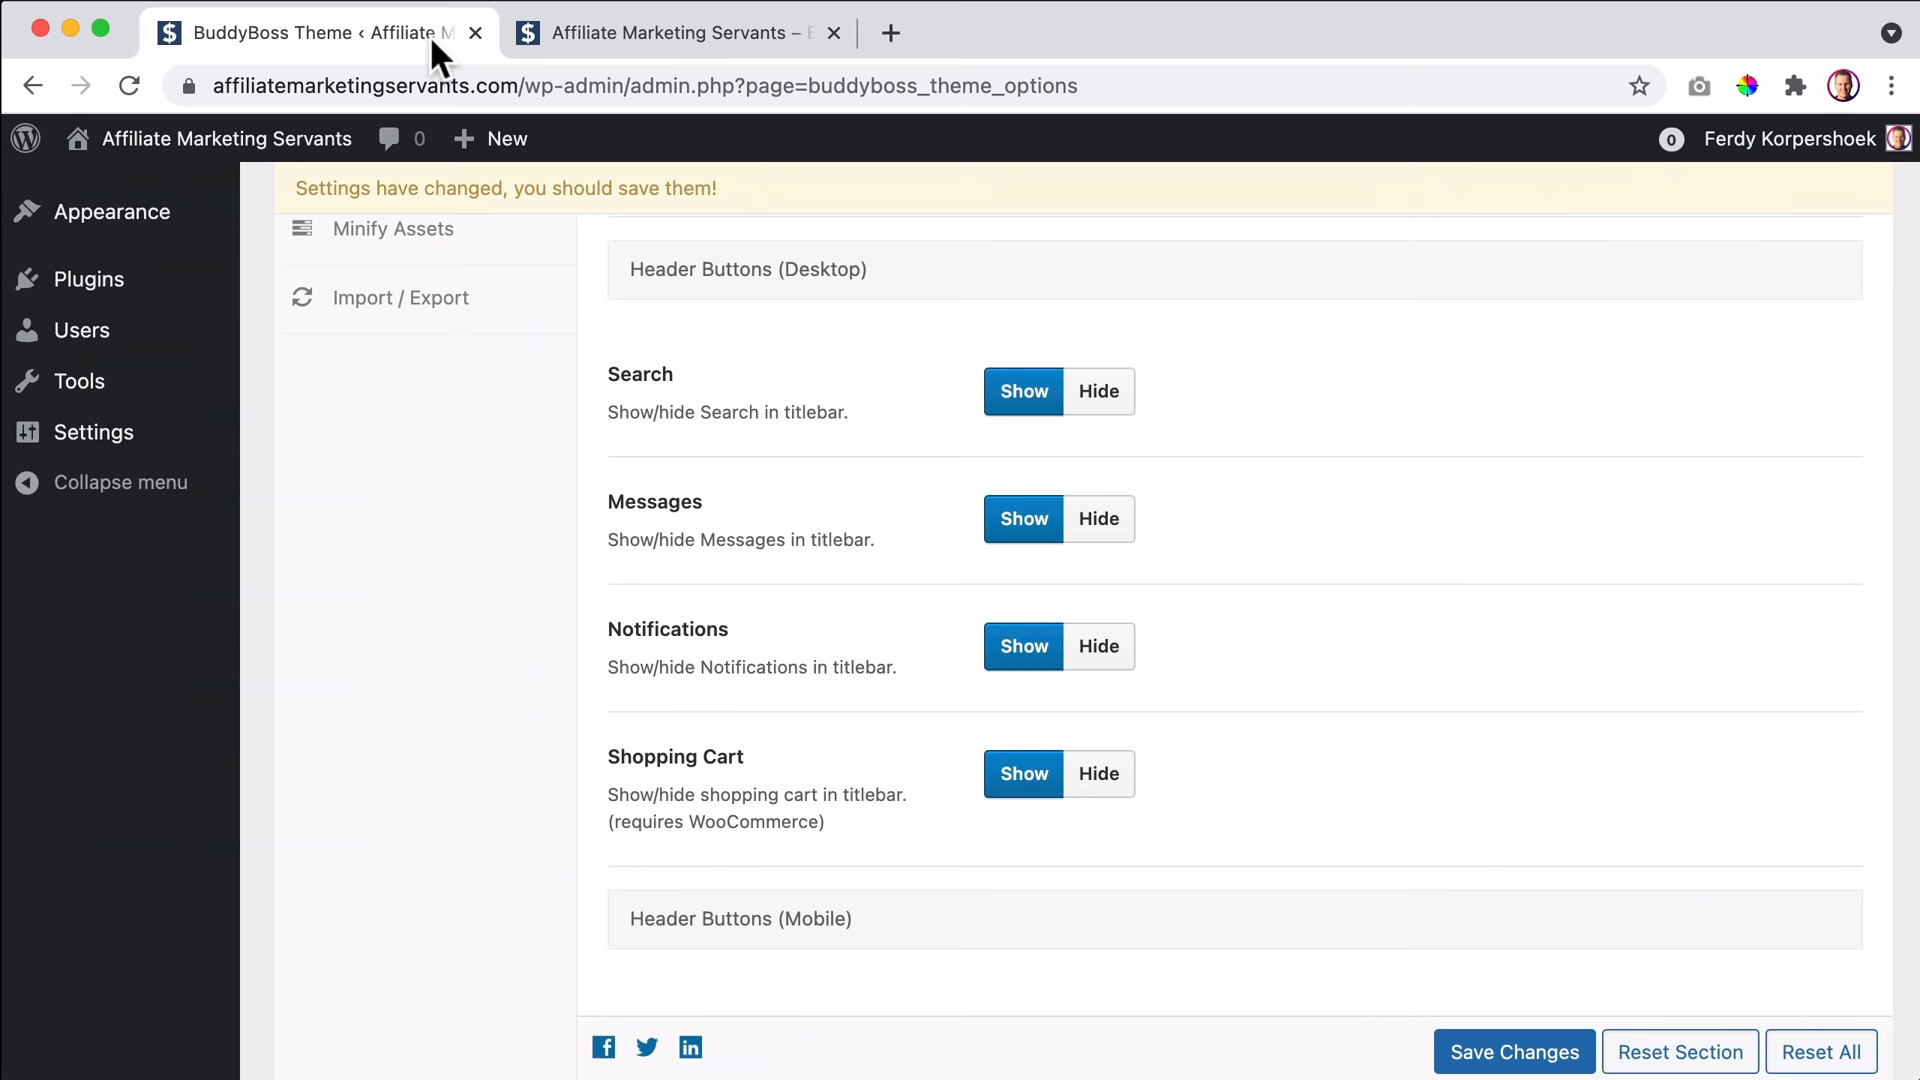 BuddyBoss Theme ‹ Affiliate M
Affiliate Marketing Servants –
affiliatemarketingservants.com/wp-admin/admin.php?page=buddyboss_theme_options
Affiliate Marketing Servants 0 New
0 Ferdy Korpershoek
Settings have changed, you should save them!
Appearance
Plugins
Users
Tools
Settings
Collapse menu
Minify Assets
Import / Export
Header Buttons (Desktop)
Search
Show/hide Search in titlebar.
Show Hide
Messages
Show/hide Messages in titlebar.
Show Hide
Notifications
Show/hide Notifications in titlebar.
Show Hide
Shopping Cart
Show/hide shopping cart in titlebar.
(requires WooCommerce)
Show Hide
Header Buttons (Mobile)
Save Changes Reset Section Reset All